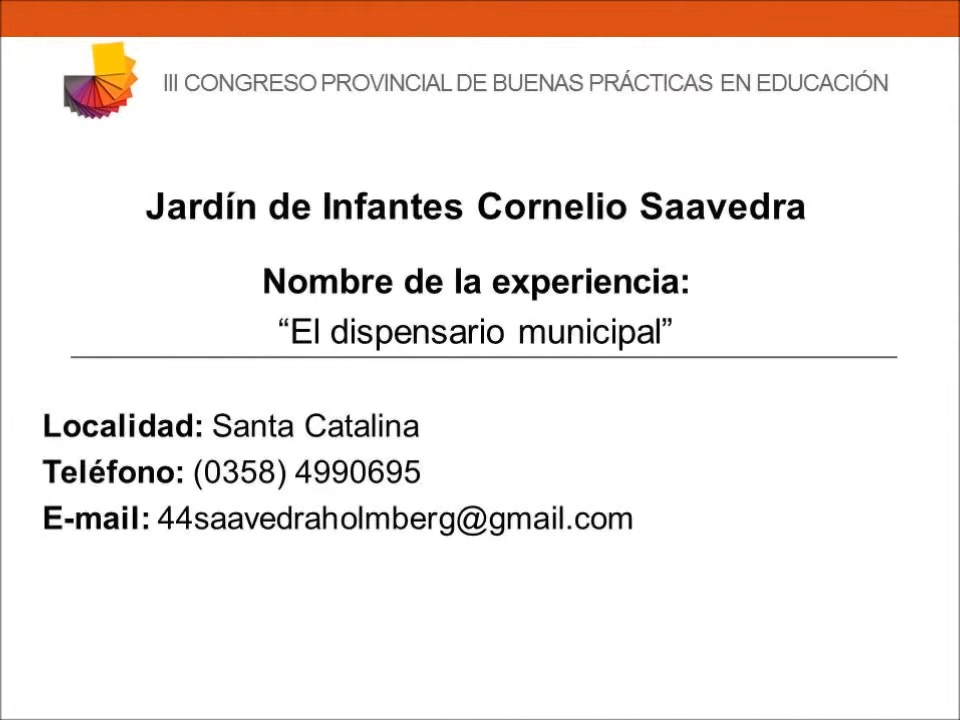 III CONGRESO PROVINCIAL DE BUENAS PRÁCTICAS EN EDUCACIÓN
Jardín de Infantes Cornelio Saavedra
Nombre de la experiencia:
“El dispensario municipal”
Localidad: Santa Catalina
Teléfono: (0358) 4990695
E-mail: 44saavedraholmberg@gmail.com